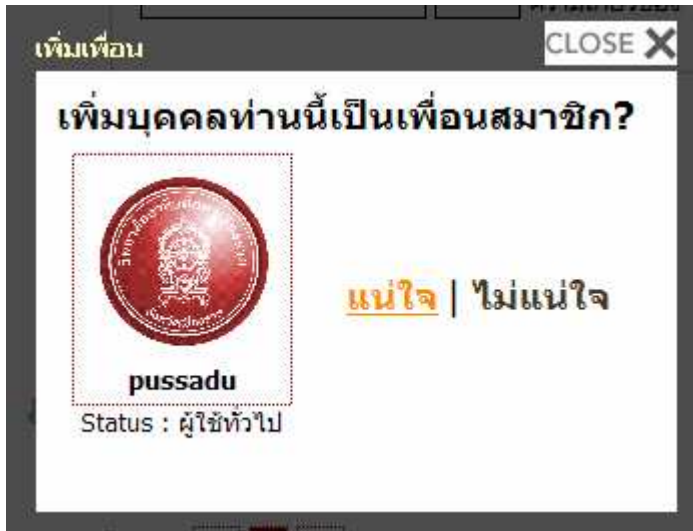 เพิ่มเพื่อน
CLOSE X
เพิ่มบุคคลท่านนี้เป็นเพื่อนสมาชิก?
แน่ใจ | ไม่แน่ใจ
pussadu
Status : ผู้ใช้ทั่วไป